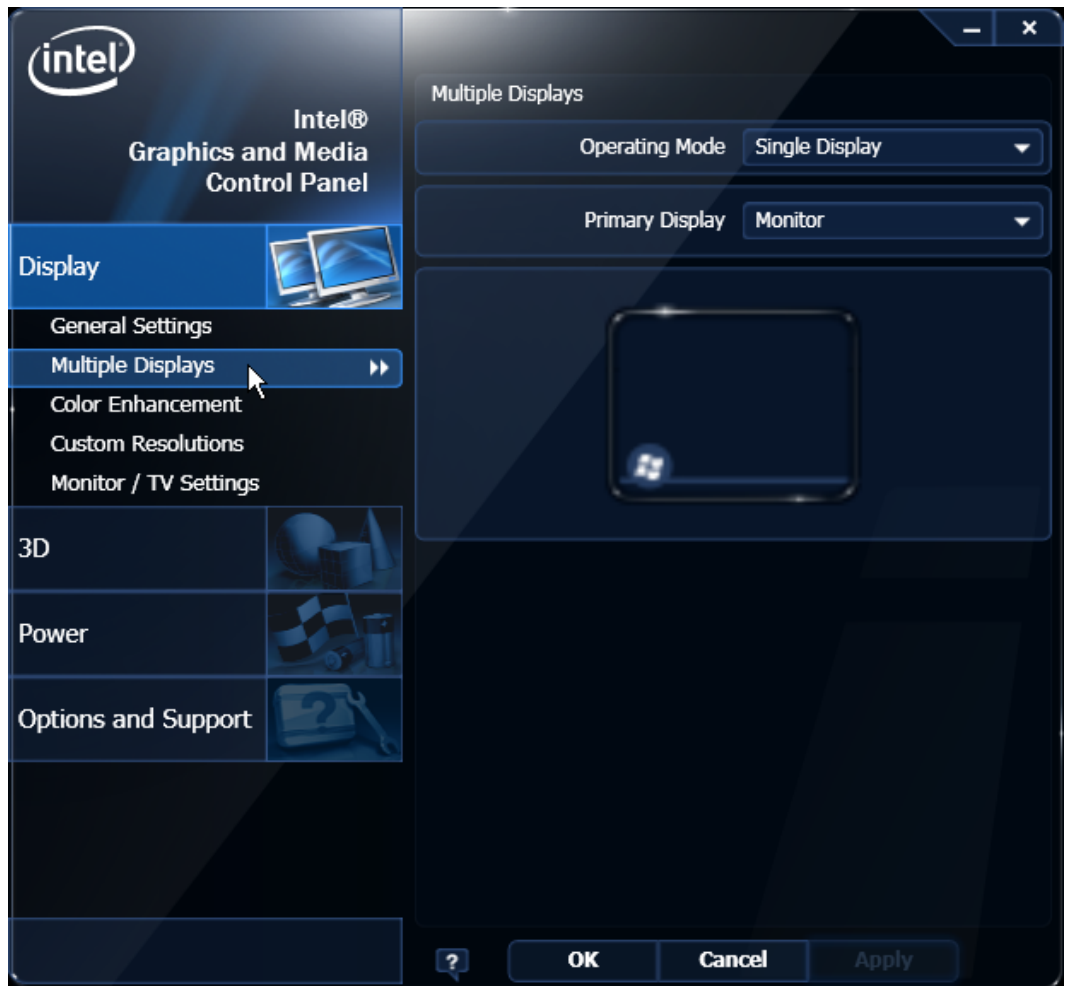 intel
Intel®
Graphics and Media
Control Panel
Display
General Settings
Multiple Displays
Color Enhancement
Custom Resolutions
Monitor / TV Settings
3D
Power
Options and Support
Multiple Displays
Operating Mode Single Display
Primary Display Monitor
? OK Cancel Apply